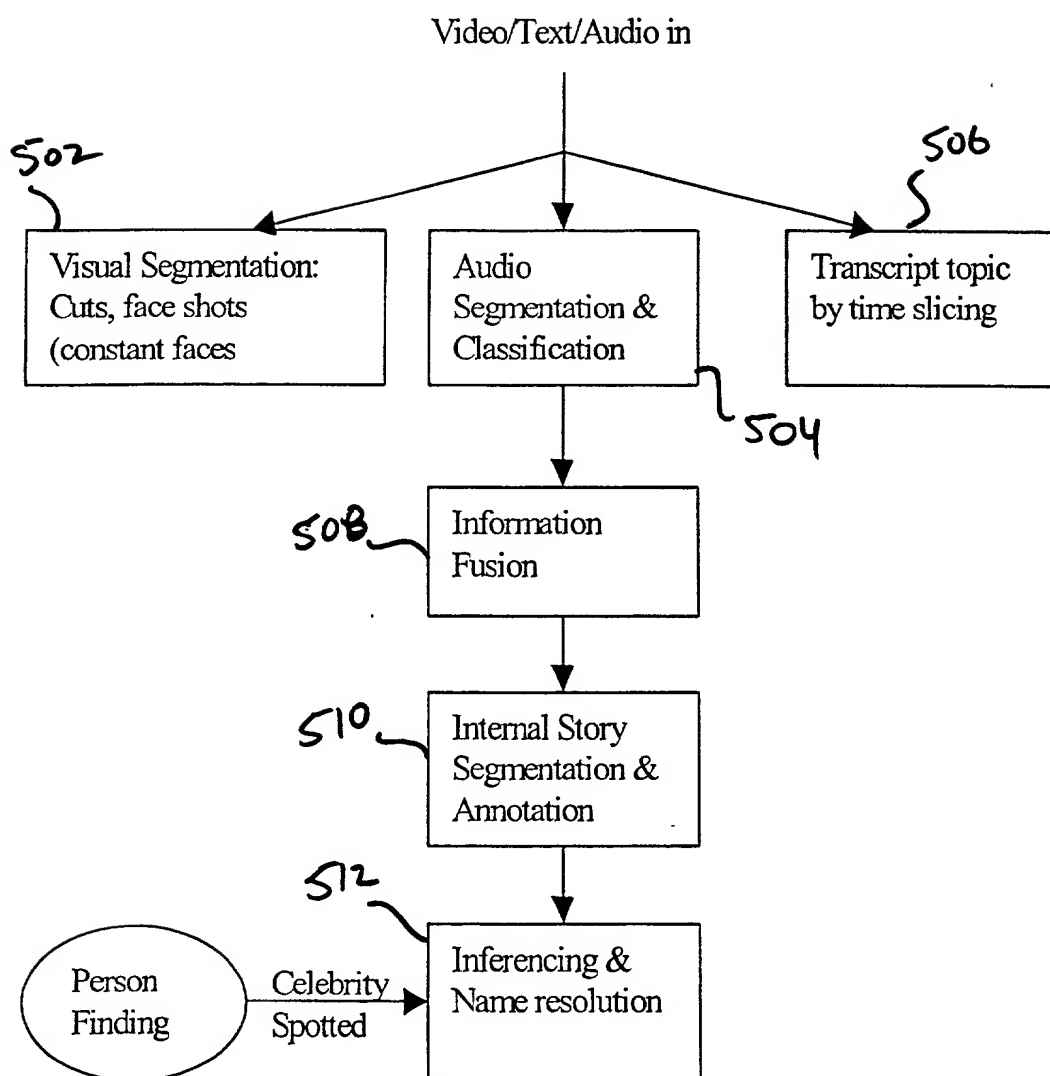 Video/Text/Audio in
502
506
Visual Segmentation:
Cuts, face shots
(constant faces
Audio
Segmentation &
Classification
Transcript topic
by time slicing
504
508
Information
Fusion
510
Internal Story
Segmentation &
Annotation
512
Person
Finding
Celebrity
Spotted
Inferencing &
Name resolution